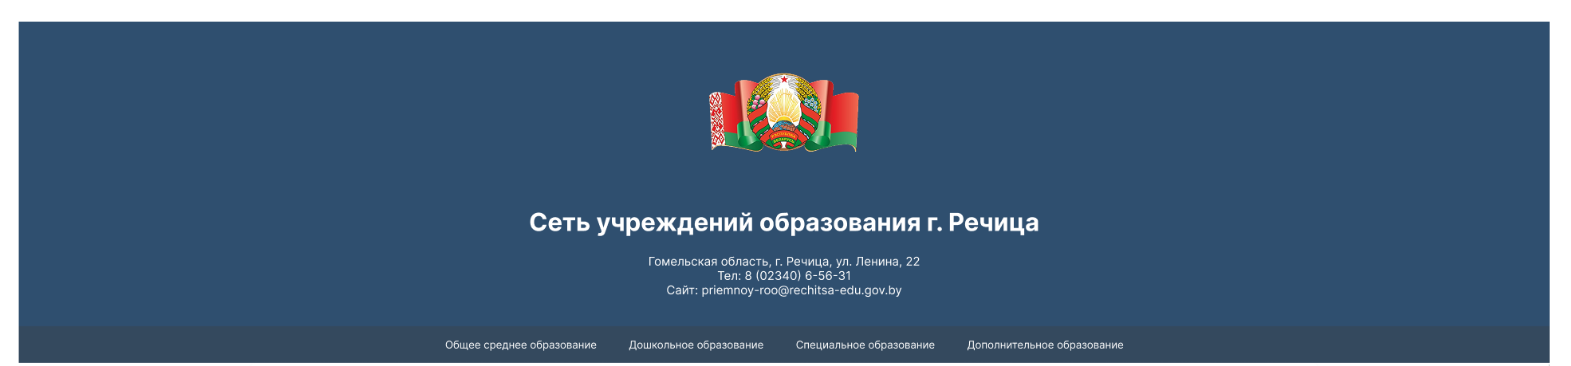 Сеть учреждений образования г. Речица
Гомельская область, г. Речица, ул. Ленина, 22
Тел: 8 (02340) 6-56-31
Сайт: priemnoy-roo@rechitsa-edu.gov.by
Общее среднее образование Дошкольное образование Специальное образование Дополнительное образование